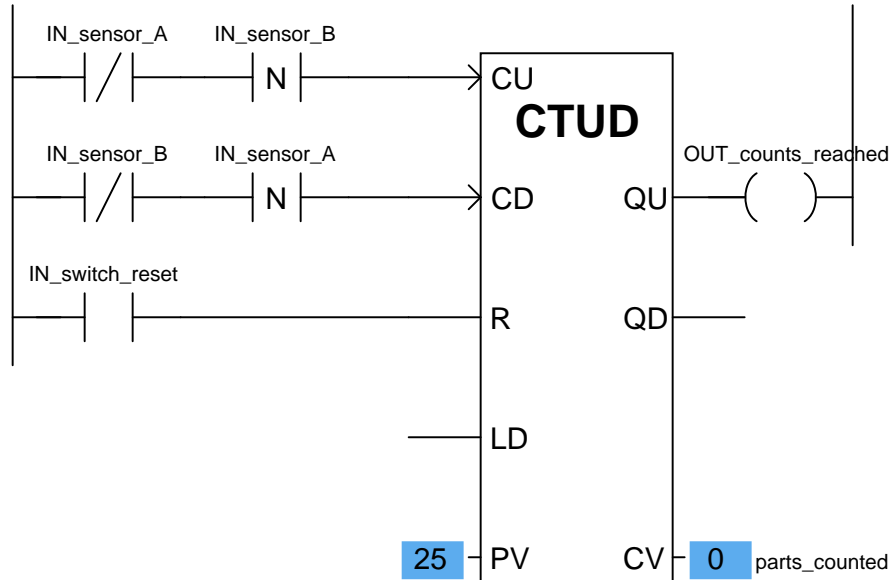 IN_sensor_A IN_sensor_B
N
CU
CTUD
IN_sensor_B IN_sensor_A
OUT_counts_reached
N
CD
QU
IN_switch_reset
R
QD
LD
25
PV
CV
0
parts_counted